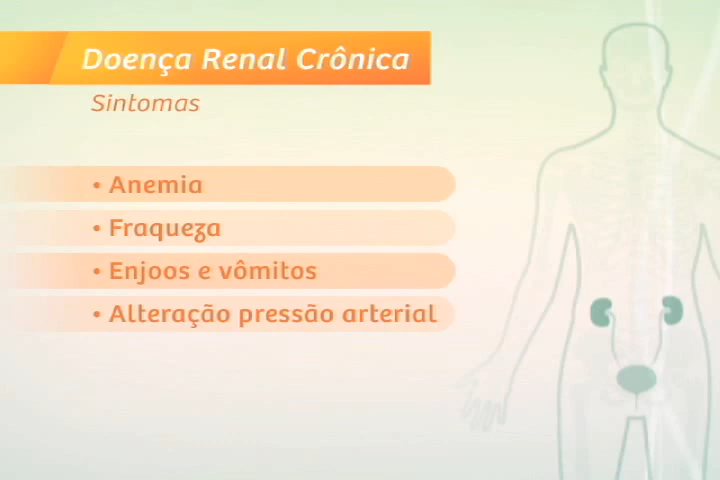 Doença Renal Crônica
Sintomas
• Anemia
• Fraqueza
• Enjoos e vômitos
• Alteração pressão arterial